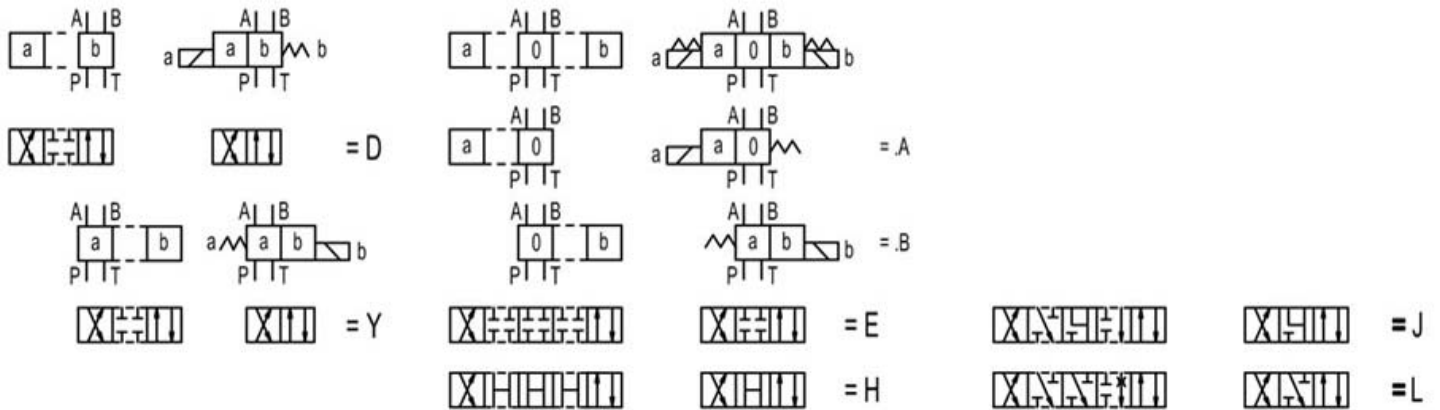 A B A B A B A B
a b a a b b a 0 b a a 0 b b
P T P T P T P T
A B A B
= D a 0 a a 0 = .A
P T P T
A B A B A B A B
a b a a b b 0 b a b b = .B
P T P T P T P T
= Y = E = J
= H = L